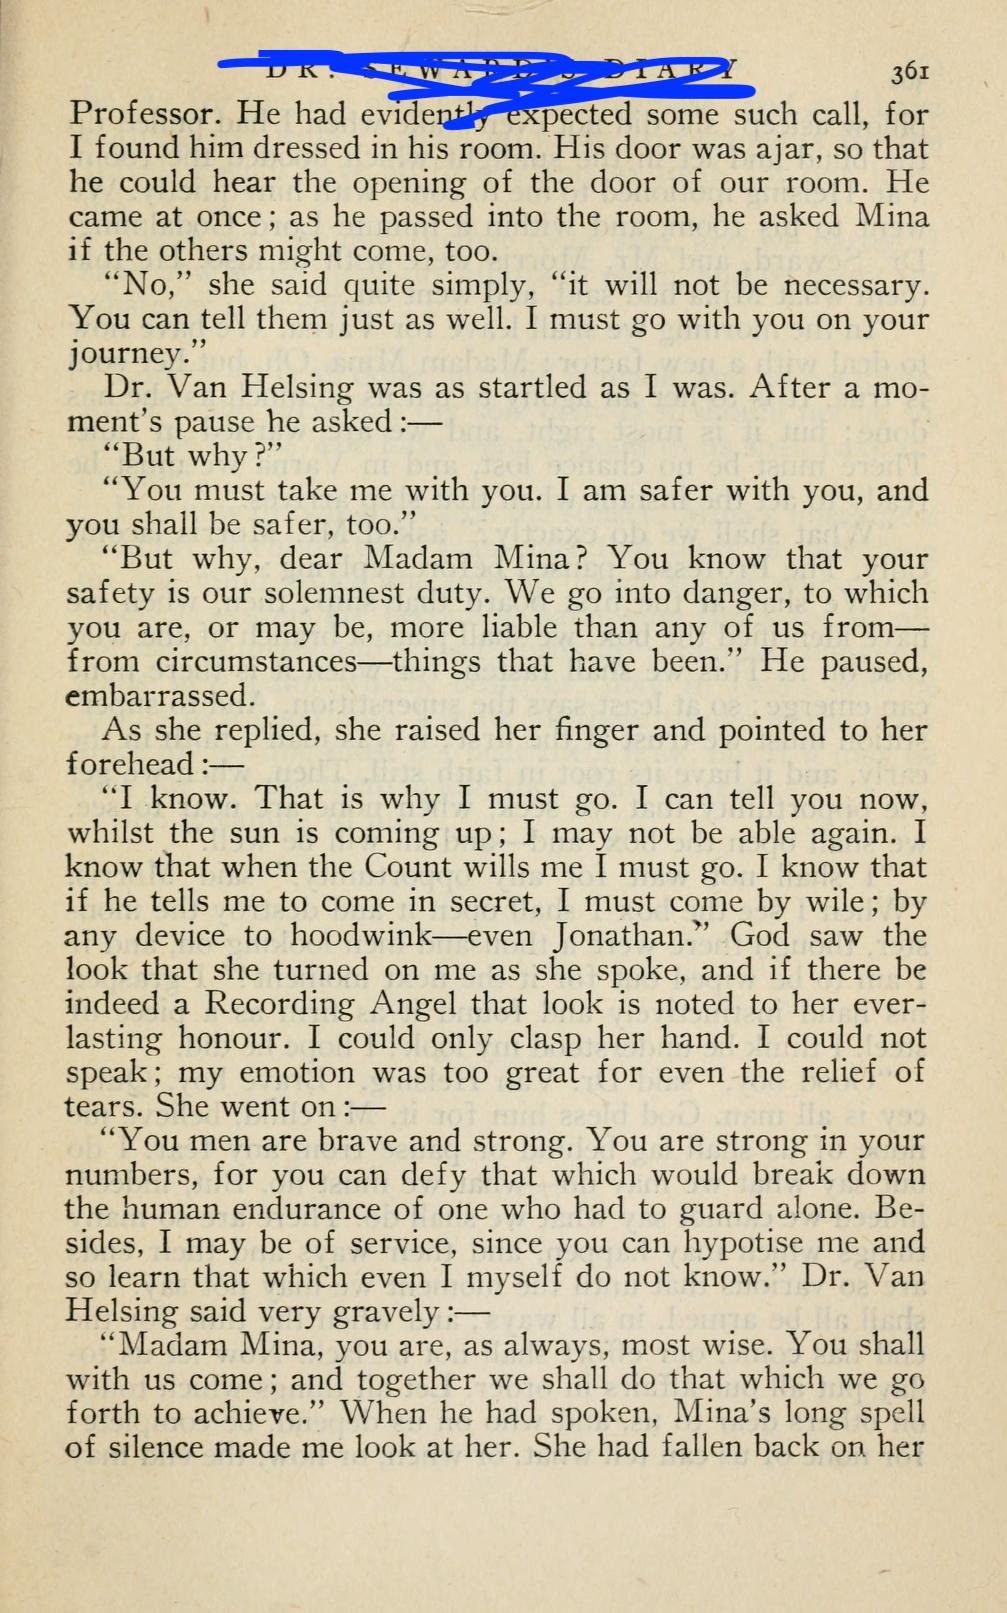 DR. SEWARD'S DIARY 361
Professor. He had evidently expected some such call, for
I found him dressed in his room. His door was ajar, so that
he could hear the opening of the door of our room. He
came at once; as he passed into the room, he asked Mina
if the others might come, too.
"No," she said quite simply, "it will not be necessary.
You can tell them just as well. I must go with you on your
journey."
Dr. Van Helsing was as startled as I was. After a mo-
ment's pause he asked:—
"But why?"
"You must take me with you. I am safer with you, and
you shall be safer, too."
"But why, dear Madam Mina? You know that your
safety is our solemnest duty. We go into danger, to which
you are, or may be, more liable than any of us from—
from circumstances—things that have been." He paused,
embarrassed.
As she replied, she raised her finger and pointed to her
forehead:—
"I know. That is why I must go. I can tell you now,
whilst the sun is coming up; I may not be able again. I
know that when the Count wills me I must go. I know that
if he tells me to come in secret, I must come by wile; by
any device to hoodwink—even Jonathan." God saw the
look that she turned on me as she spoke, and if there be
indeed a Recording Angel that look is noted to her ever-
lasting honour. I could only clasp her hand. I could not
speak; my emotion was too great for even the relief of
tears. She went on:—
"You men are brave and strong. You are strong in your
numbers, for you can defy that which would break down
the human endurance of one who had to guard alone. Be-
sides, I may be of service, since you can hypotise me and
so learn that which even I myself do not know." Dr. Van
Helsing said very gravely:—
"Madam Mina, you are, as always, most wise. You shall
with us come; and together we shall do that which we go
forth to achieve." When he had spoken, Mina's long spell
of silence made me look at her. She had fallen back on her